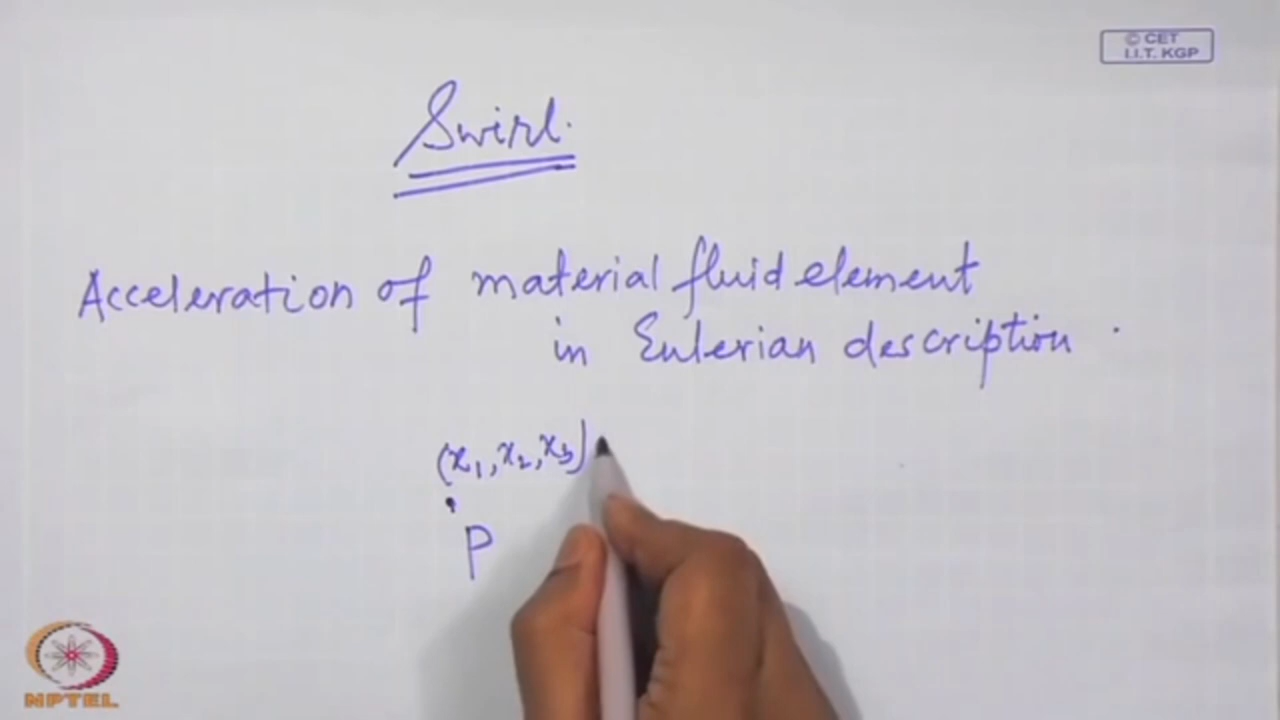 © CET
I.I.T. KGP
Swirl.
Acceleration of material fluid element
in Eulerian description.
(x₁, x₂, x₃)
P
NPTEL